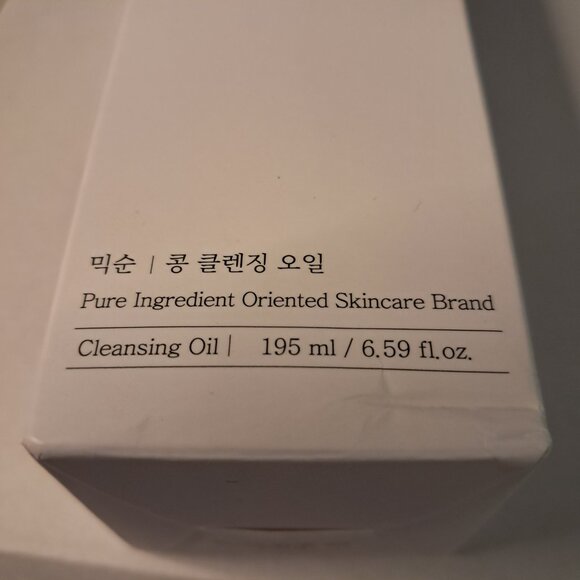 믹순 | 콩 클렌징 오일
Pure Ingredient Oriented Skincare Brand
Cleansing Oil | 195 ml / 6.59 fl.oz.